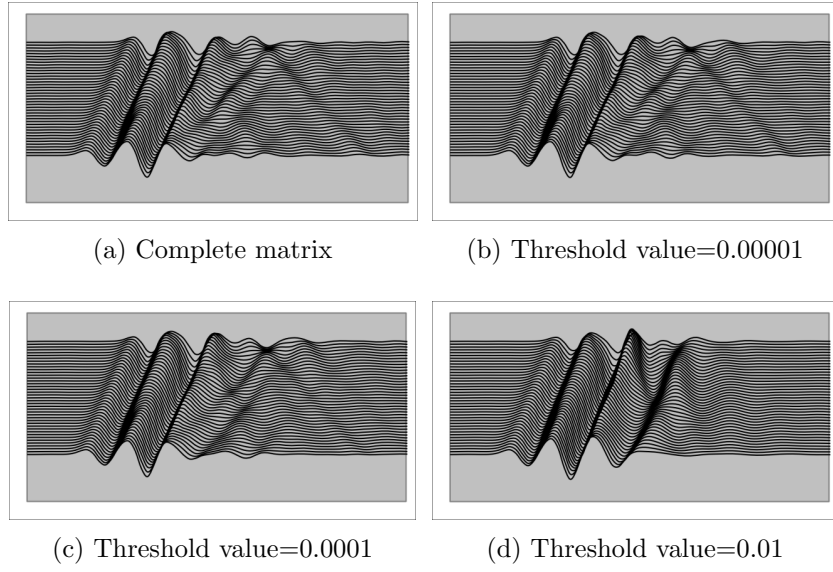 (a) Complete matrix
(b) Threshold value=0.00001
(c) Threshold value=0.0001
(d) Threshold value=0.01